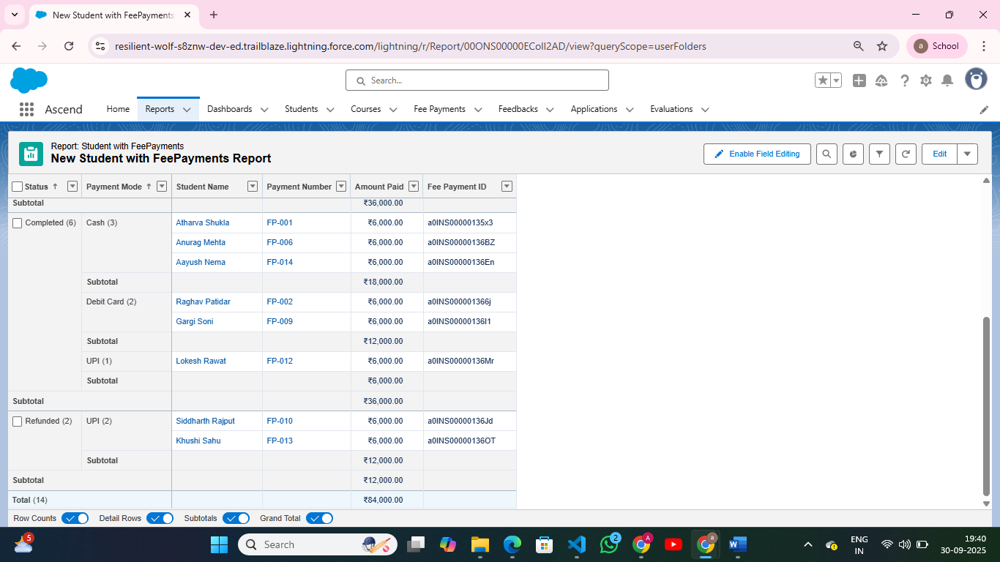 New Student with FeePayments
resilient-wolf-s8znw-dev-ed.trailblaze.lightning.force.com/lightning/r/Report/00ONS00000EColI2AD/view?queryScope=userFolders
a School
Search...
Ascend Home Reports Dashboards Students Courses Fee Payments Feedbacks Applications Evaluations
Report: Student with FeePayments
New Student with FeePayments Report
Enable Field Editing Edit
Status ↑ Payment Mode ↑ Student Name Payment Number Amount Paid Fee Payment ID
Subtotal ₹36,000.00
Completed (6) Cash (3) Atharva Shukla FP-001 ₹6,000.00 a0INS00000135x3
Anurag Mehta FP-006 ₹6,000.00 a0INS00000136BZ
Aayush Nema FP-014 ₹6,000.00 a0INS00000136En
Subtotal ₹18,000.00
Debit Card (2) Raghav Patidar FP-002 ₹6,000.00 a0INS000001366j
Gargi Soni FP-009 ₹6,000.00 a0INS00000136I1
Subtotal ₹12,000.00
UPI (1) Lokesh Rawat FP-012 ₹6,000.00 a0INS00000136Mr
Subtotal ₹6,000.00
Subtotal ₹36,000.00
Refunded (2) UPI (2) Siddharth Rajput FP-010 ₹6,000.00 a0INS00000136Jd
Khushi Sahu FP-013 ₹6,000.00 a0INS00000136OT
Subtotal ₹12,000.00
Subtotal ₹12,000.00
Total (14) ₹84,000.00
Row Counts Detail Rows Subtotals Grand Total
5 Search 2 A a W ENG 19:40
IN 30-09-2025